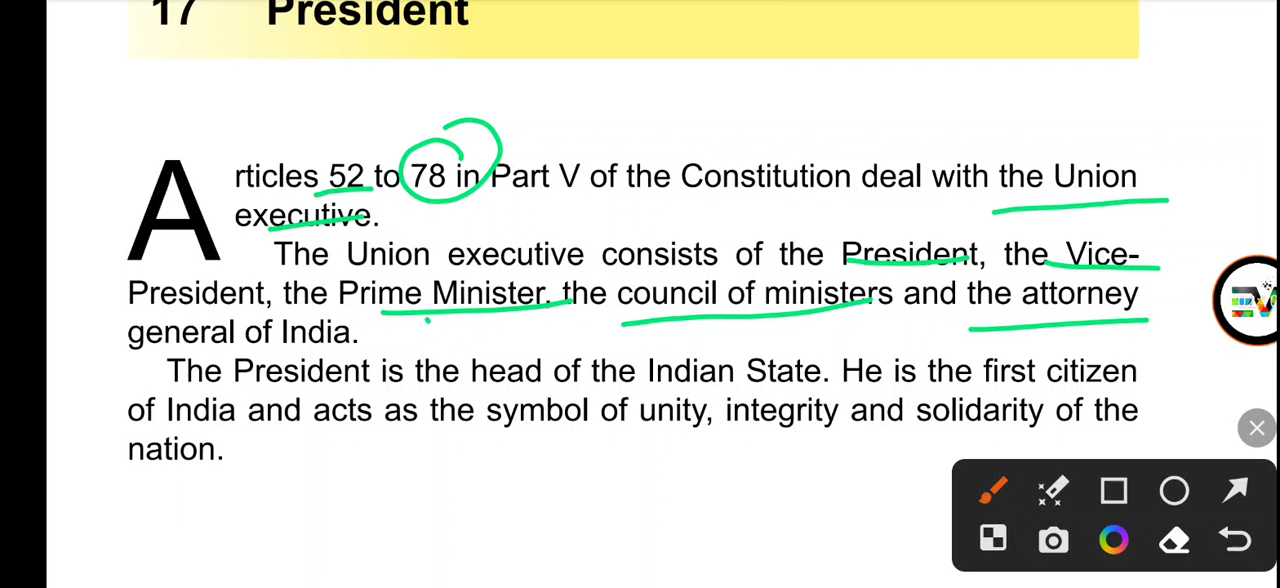 17 President
Articles 52 to 78 in Part V of the Constitution deal with the Union
executive.
The Union executive consists of the President, the Vice-
President, the Prime Minister, the council of ministers and the attorney
general of India.
The President is the head of the Indian State. He is the first citizen
of India and acts as the symbol of unity, integrity and solidarity of the
nation.